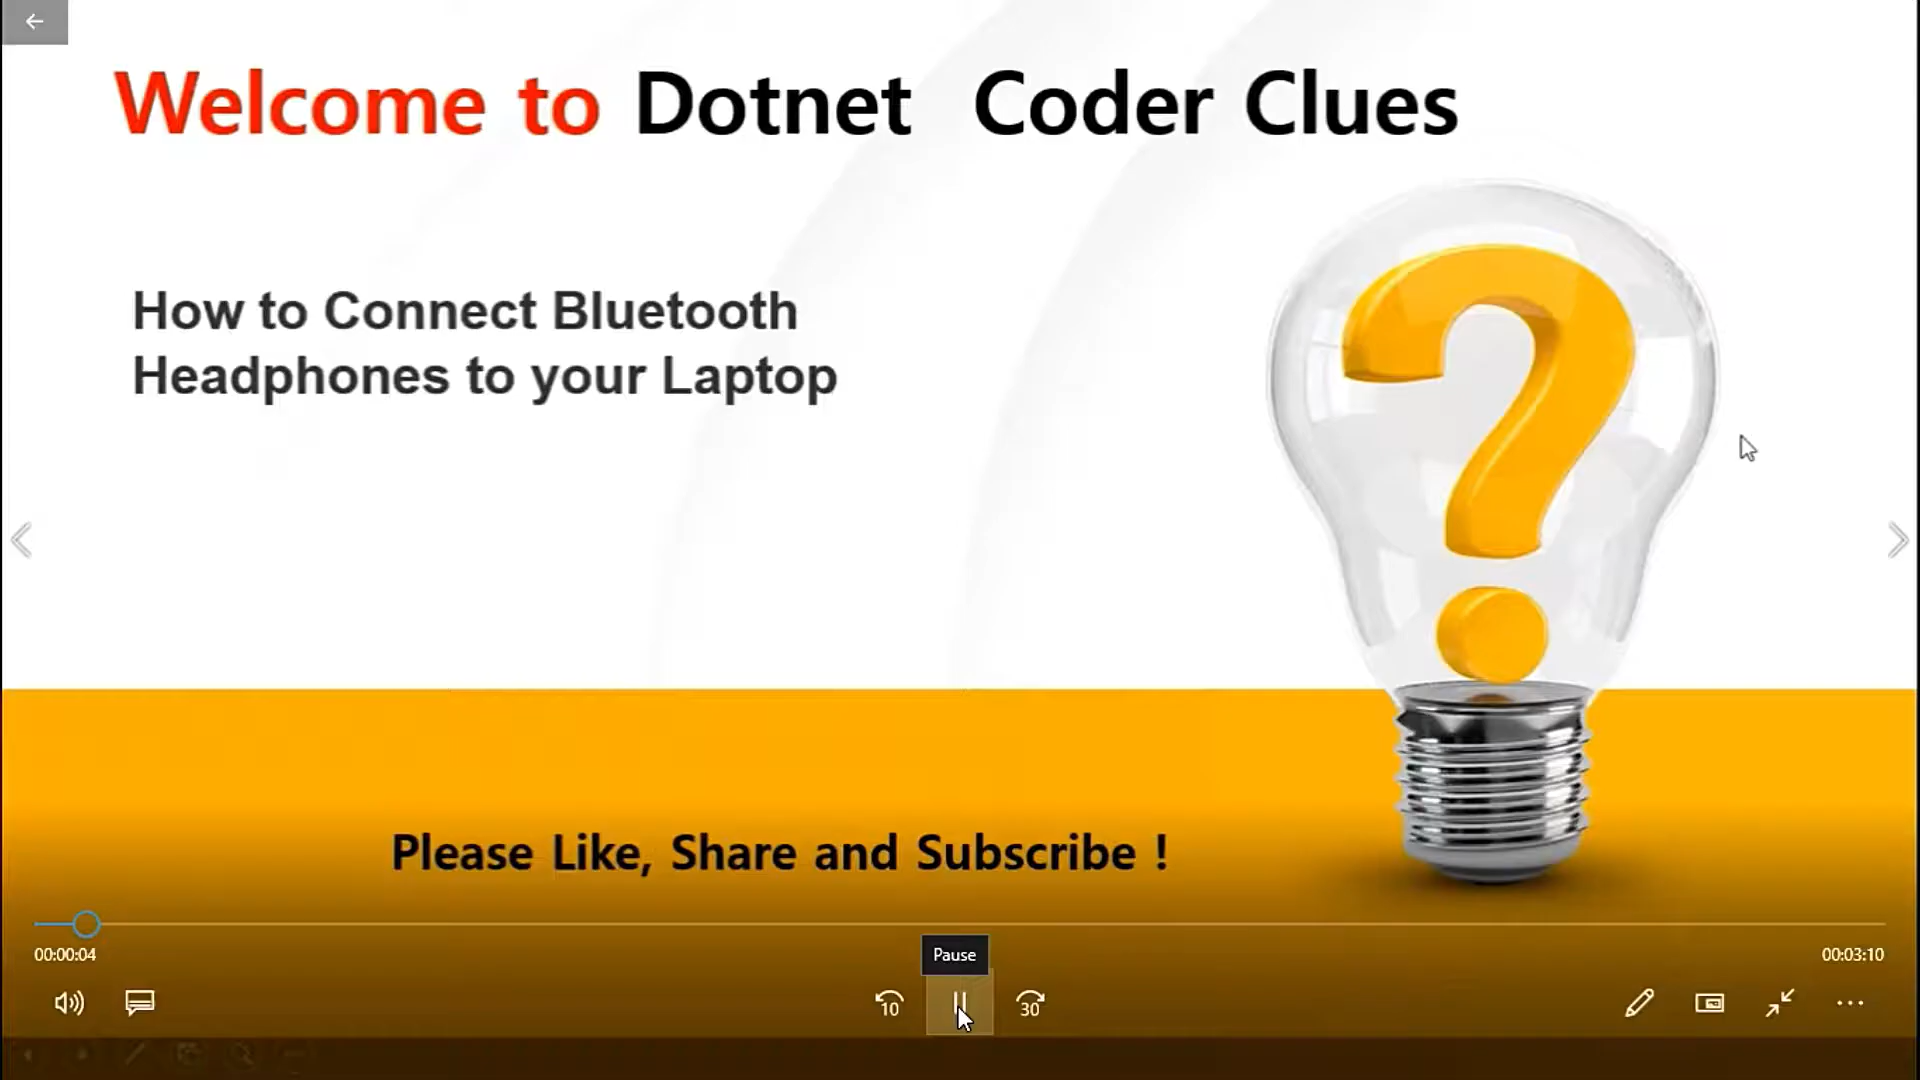 Welcome to Dotnet Coder Clues
How to Connect Bluetooth
Headphones to your Laptop
Please Like, Share and Subscribe !
00:00:04
Pause
00:03:10
10
30